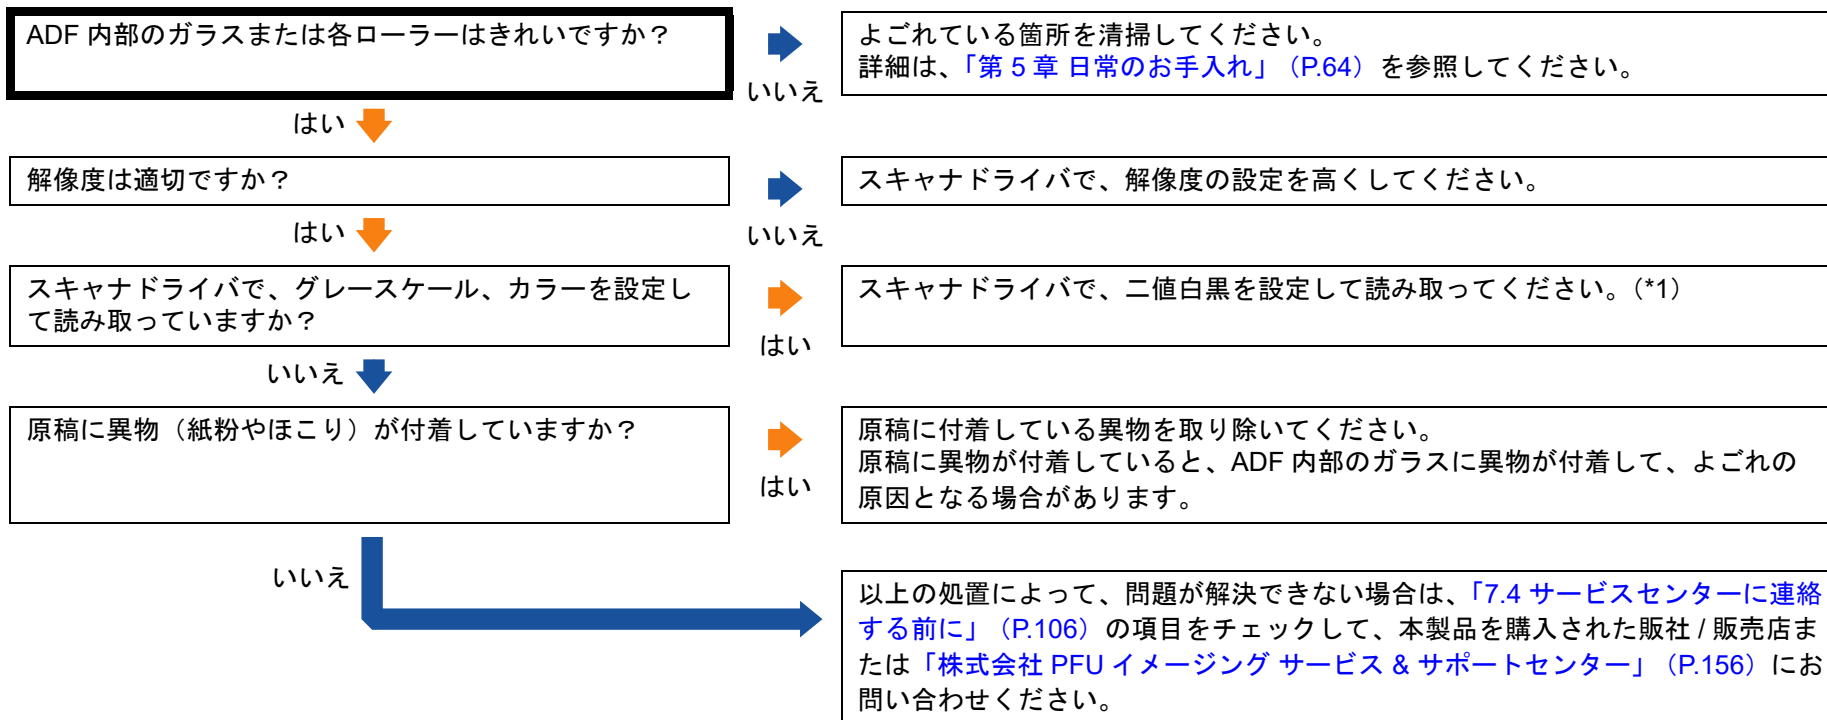 ADF 内部のガラスまたは各ローラーはきれいですか？
いいえ
よごれている箇所を清掃してください。
詳細は、「第 5 章 日常のお手入れ」（P.64）を参照してください。
はい
解像度は適切ですか？
いいえ
スキャナドライバで、解像度の設定を高くしてください。
はい
スキャナドライバで、グレースケール、カラーを設定し
て読み取っていますか？
はい
スキャナドライバで、二値白黒を設定して読み取ってください。(*1)
いいえ
原稿に異物（紙粉やほこり）が付着していますか？
はい
原稿に付着している異物を取り除いてください。
原稿に異物が付着していると、ADF 内部のガラスに異物が付着して、よごれの
原因となる場合があります。
いいえ
以上の処置によって、問題が解決できない場合は、「7.4 サービスセンターに連絡
する前に」（P.106）の項目をチェックして、本製品を購入された販社 / 販売店ま
たは「株式会社 PFU イメージング サービス & サポートセンター」（P.156）にお
問い合わせください。